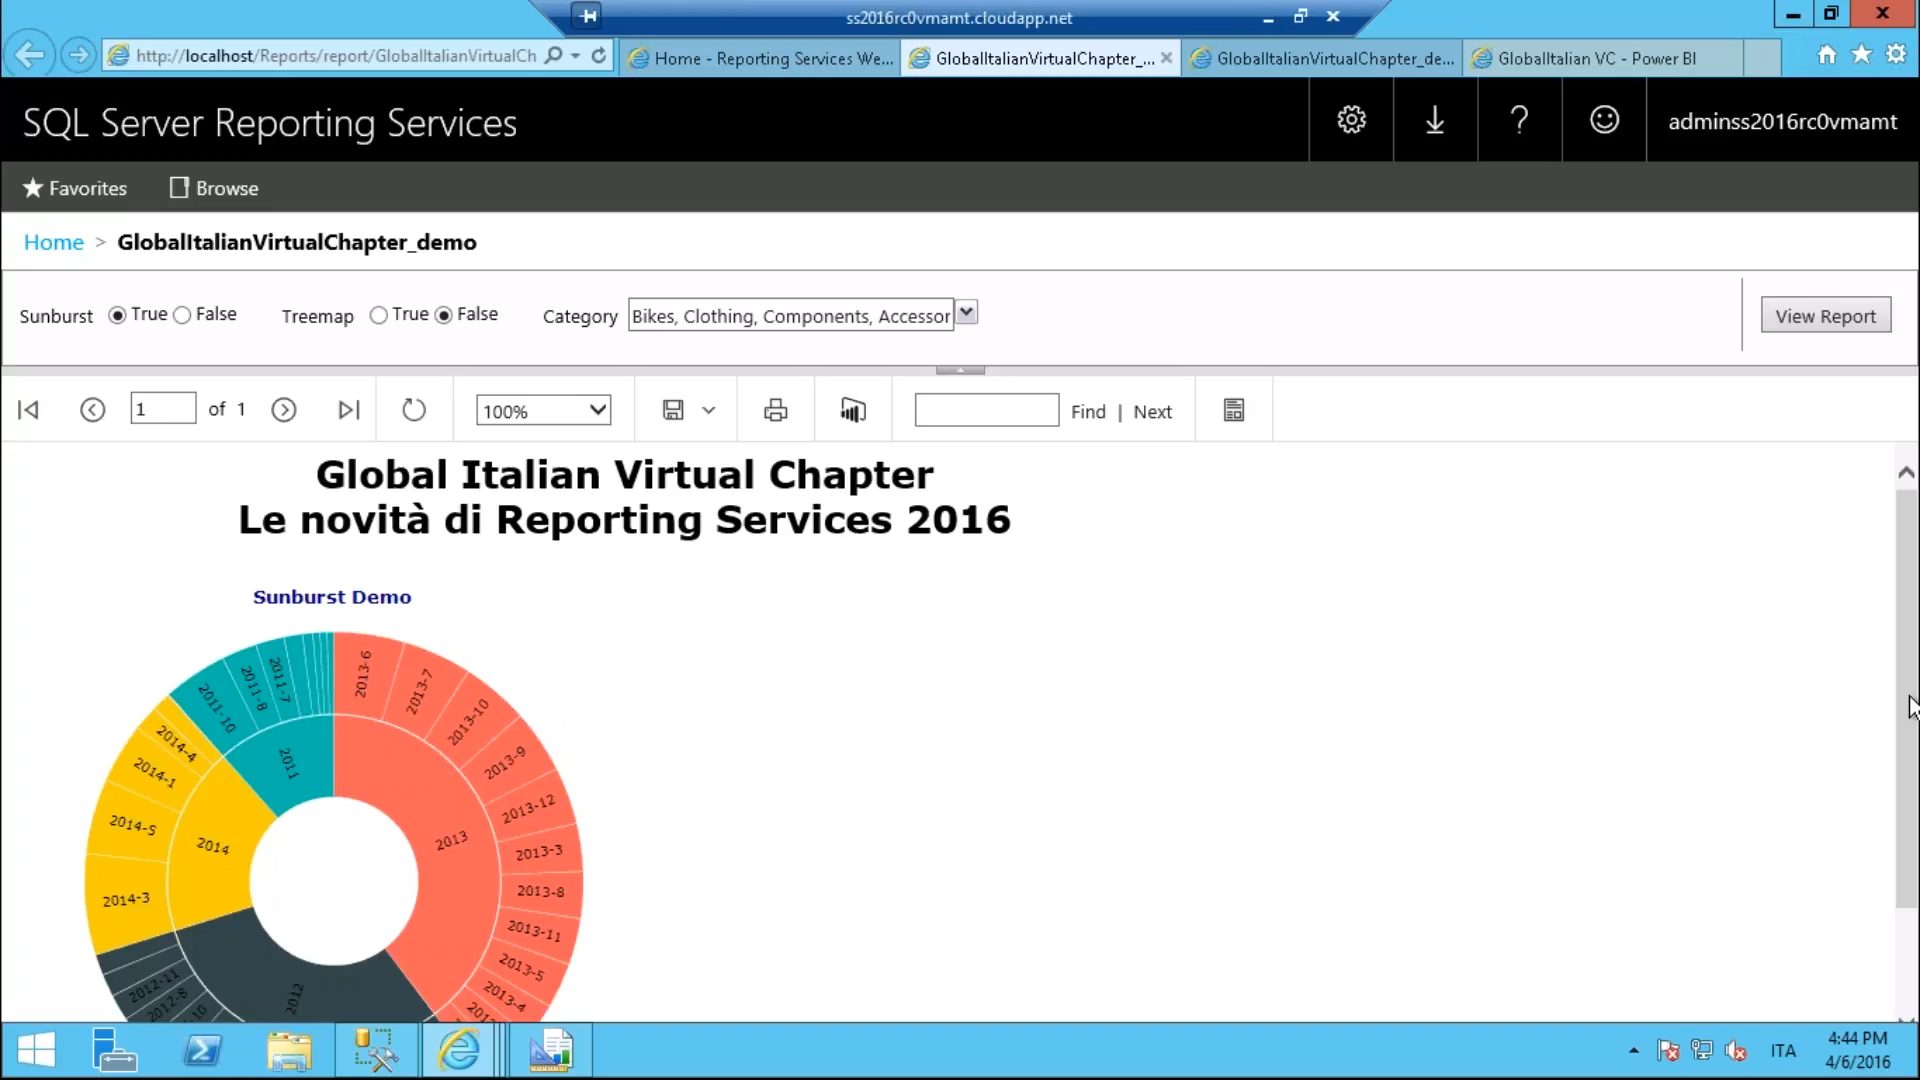 ss2016rc0vmamt.cloudapp.net
http://localhost/Reports/report/GlobalItalianVirtualCh
Home - Reporting Services We...
GlobalItalianVirtualChapter_...
GlobalItalianVirtualChapter_de...
GlobalItalian VC - Power BI
SQL Server Reporting Services
?
adminss2016rc0vmamt
Favorites
Browse
Home > GlobalItalianVirtualChapter_demo
Sunburst True False Treemap True False Category Bikes, Clothing, Components, Accessor View Report
1 of 1 100% Find | Next
Global Italian Virtual Chapter
Le novità di Reporting Services 2016
Sunburst Demo
2013-6
2013-7
2013-10
2013-9
2013-12
2013-3
2013-8
2013-11
2013-5
2013-4
2013
2011-7
2011-8
2011-10
2011
2014-4
2014-1
2014-5
2014-3
2014
2012-11
2012-8
2012
ITA
4:44 PM
4/6/2016